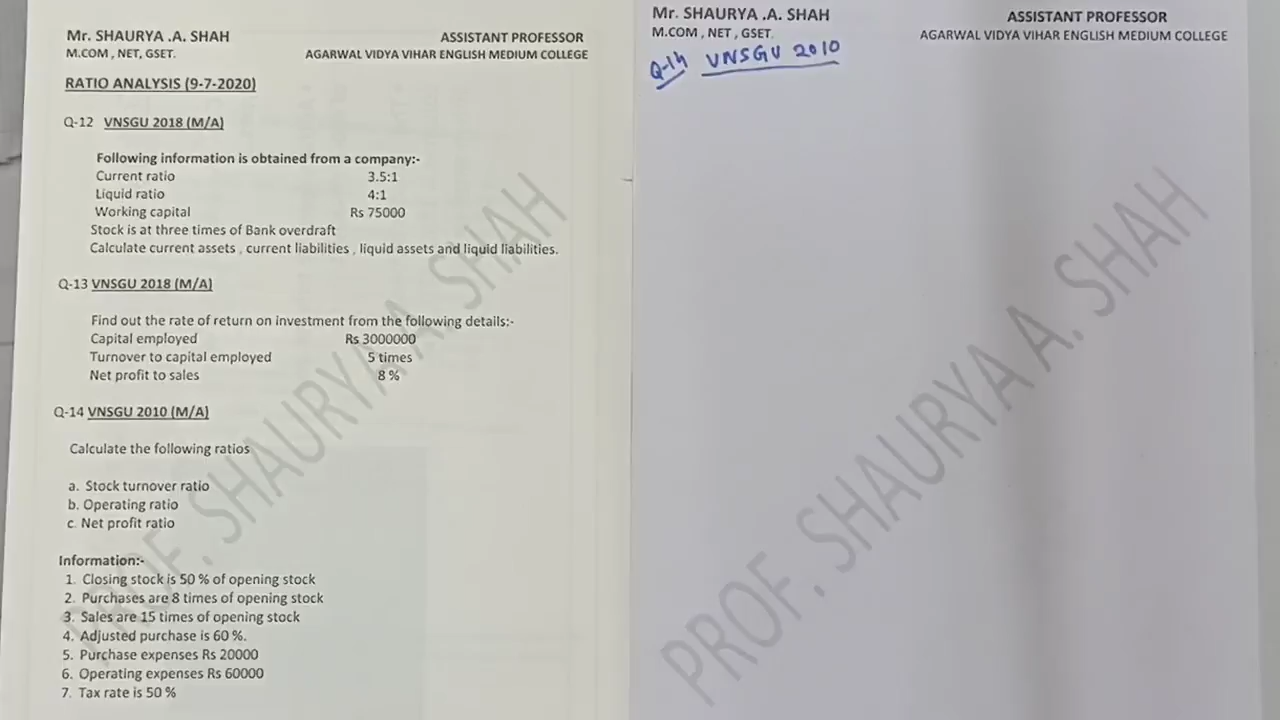 Mr. SHAURYA .A. SHAH
ASSISTANT PROFESSOR
M.COM , NET, GSET.
AGARWAL VIDYA VIHAR ENGLISH MEDIUM COLLEGE
RATIO ANALYSIS (9-7-2020)
Q-12 VNSGU 2018 (M/A)
Following information is obtained from a company:-
Current ratio 3.5:1
Liquid ratio 4:1
Working capital Rs 75000
Stock is at three times of Bank overdraft
Calculate current assets , current liabilities , liquid assets and liquid liabilities.
Q-13 VNSGU 2018 (M/A)
Find out the rate of return on investment from the following details:-
Capital employed Rs 3000000
Turnover to capital employed 5 times
Net profit to sales 8 %
Q-14 VNSGU 2010 (M/A)
Calculate the following ratios
a. Stock turnover ratio
b. Operating ratio
c. Net profit ratio
Information:-
1. Closing stock is 50 % of opening stock
2. Purchases are 8 times of opening stock
3. Sales are 15 times of opening stock
4. Adjusted purchase is 60 %.
5. Purchase expenses Rs 20000
6. Operating expenses Rs 60000
7. Tax rate is 50 %
PROF. SHAURYA A. SHAH
Mr. SHAURYA .A. SHAH
ASSISTANT PROFESSOR
M.COM , NET , GSET.
AGARWAL VIDYA VIHAR ENGLISH MEDIUM COLLEGE
Q-14 VNSGU 2010
PROF. SHAURYA A. SHAH